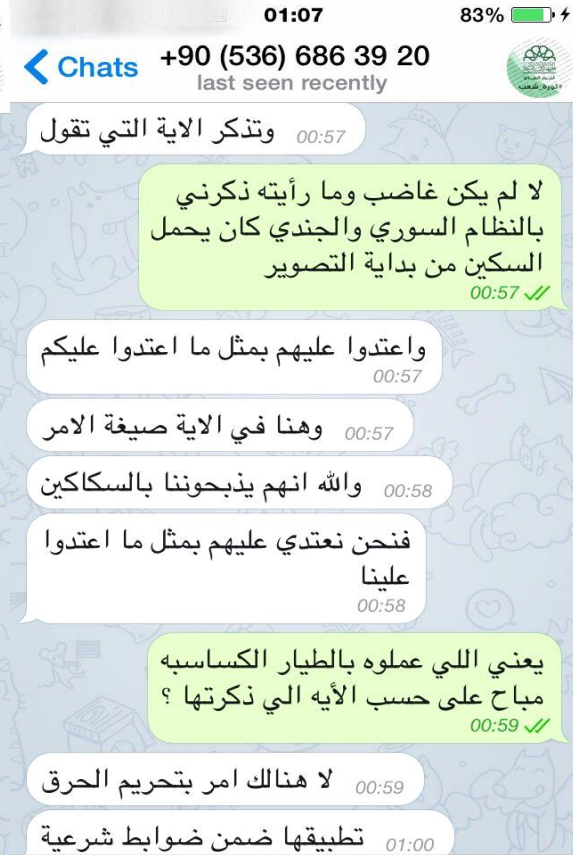 01:07
83%
Chats
+90 (536) 686 39 20
last seen recently
وتذكر الاية التي تقول 00:57
لا لم يكن غاضب وما رأيته ذكرني
بالنظام السوري والجندي كان يحمل
السكين من بداية التصوير
00:57
واعتدوا عليهم بمثل ما اعتدوا عليكم
00:57
وهنا في الاية صيغة الامر 00:57
والله انهم يذبحوننا بالسكاكين 00:58
فنحن نعتدي عليهم بمثل ما اعتدوا
علينا
00:58
يعني اللي عملوه بالطيار الكساسبه
مباح على حسب الأيه الي ذكرتها ؟
00:59
لا هنالك امر بتحريم الحرق 00:59
تطبيقها ضمن ضوابط شرعية 01:00